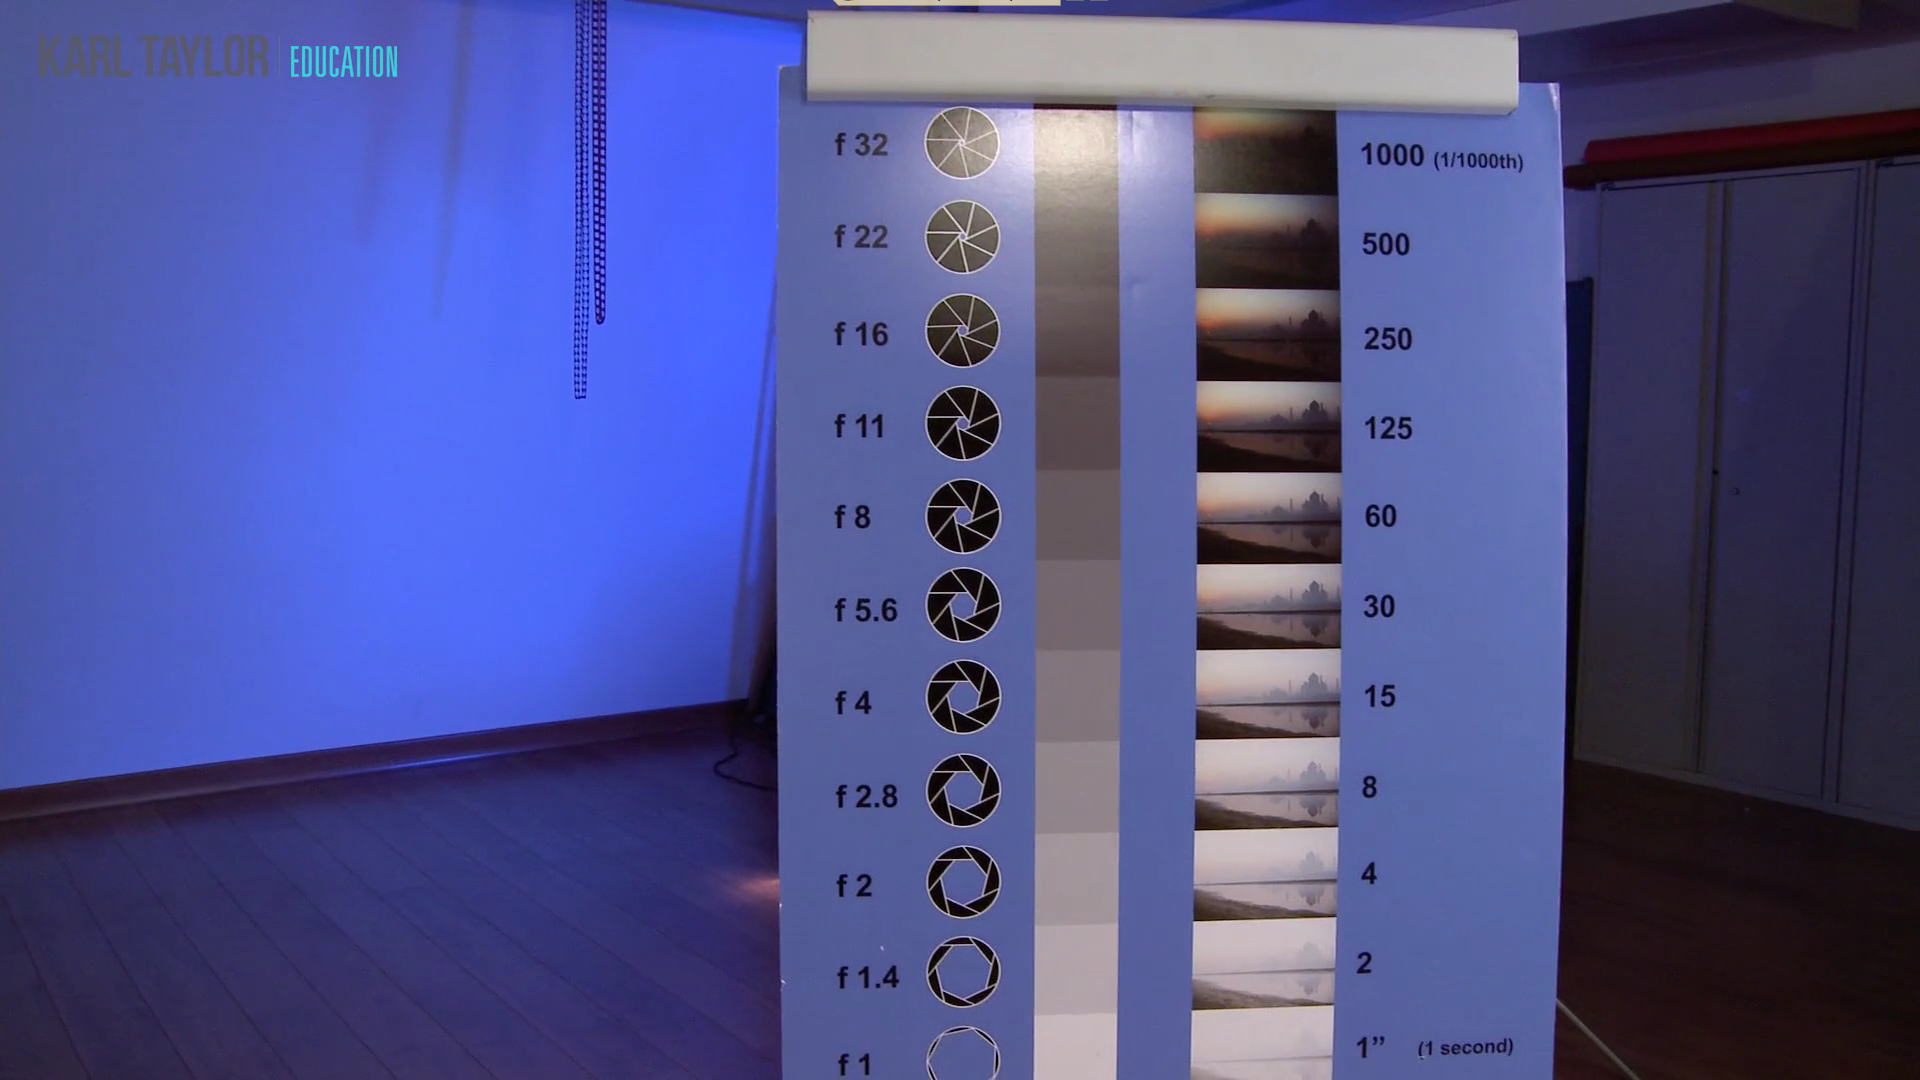 KARL TAYLOR EDUCATION
f 32 1000 (1/1000th)
f 22 500
f 16 250
f 11 125
f 8 60
f 5.6 30
f 4 15
f 2.8 8
f 2 4
f 1.4 2
f 1 1” (1 second)